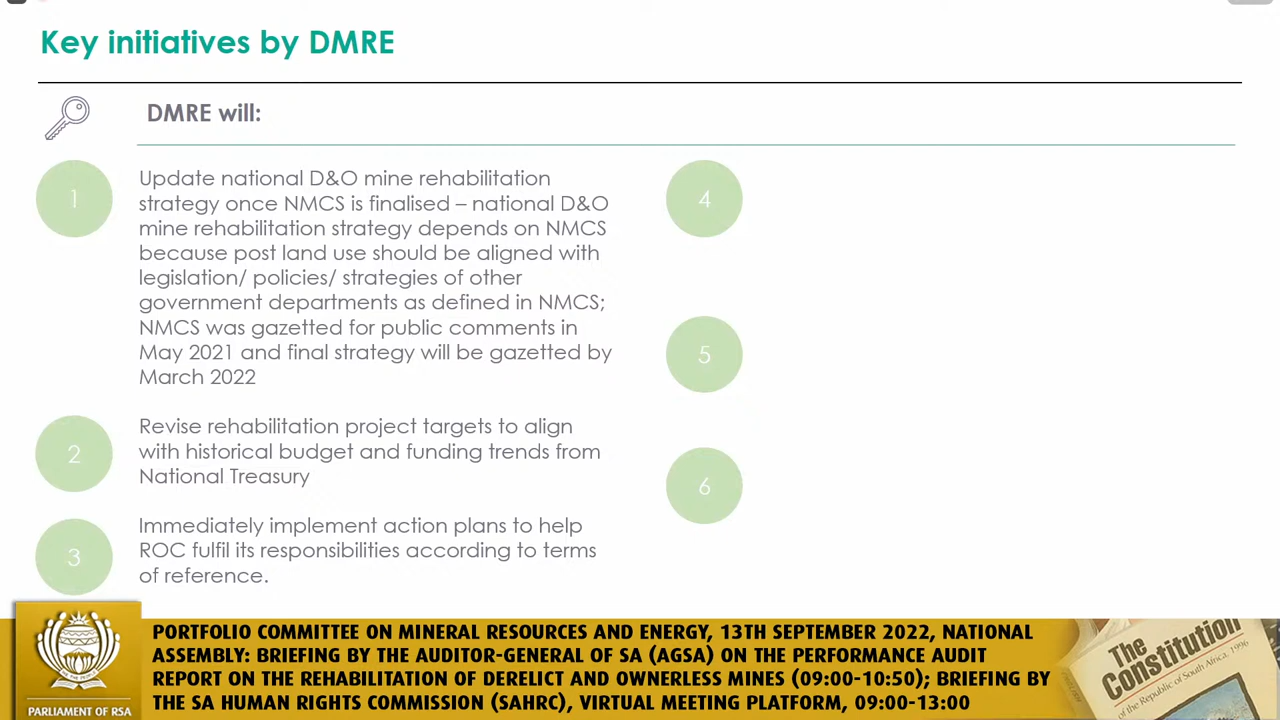 Key initiatives by DMRE
DMRE will:
1
Update national D&O mine rehabilitation
strategy once NMCS is finalised – national D&O
mine rehabilitation strategy depends on NMCS
because post land use should be aligned with
legislation/ policies/ strategies of other
government departments as defined in NMCS;
NMCS was gazetted for public comments in
May 2021 and final strategy will be gazetted by
March 2022
2
Revise rehabilitation project targets to align
with historical budget and funding trends from
National Treasury
3
Immediately implement action plans to help
ROC fulfil its responsibilities according to terms
of reference.
4
5
6
PARLIAMENT OF RSA
PORTFOLIO COMMITTEE ON MINERAL RESOURCES AND ENERGY, 13TH SEPTEMBER 2022, NATIONAL
ASSEMBLY: BRIEFING BY THE AUDITOR-GENERAL OF SA (AGSA) ON THE PERFORMANCE AUDIT
REPORT ON THE REHABILITATION OF DERELICT AND OWNERLESS MINES (09:00-10:50); BRIEFING BY
THE SA HUMAN RIGHTS COMMISSION (SAHRC), VIRTUAL MEETING PLATFORM, 09:00-13:00
The
Constitution
of the Republic of South Africa, 1996